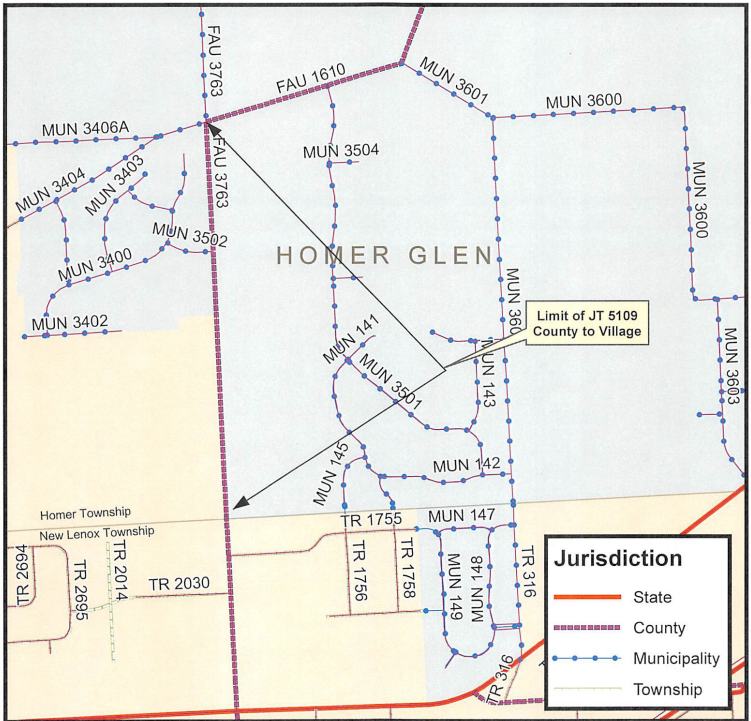 FAU 3763
FAU 1610
MUN 3601
MUN 3600
MUN 3406A
FAU 3763
MUN 3403
MUN 3404
MUN 3504
MUN 3600
MUN 3502
HOMER GLEN
MUN 3400
MUN 360
Limit of JT 5109
County to Village
MUN 3402
MUN 141
MUN 143
MUN 3603
MUN 3501
MUN 145
MUN 142
Homer Township
New Lenox Township
TR 1755
MUN 147
TR 2694
TR 2695
TR 2014
TR 2030
TR 1756
TR 1758
MUN 149
MUN 148
TR 316
TR 316
Jurisdiction
State
County
Municipality
Township